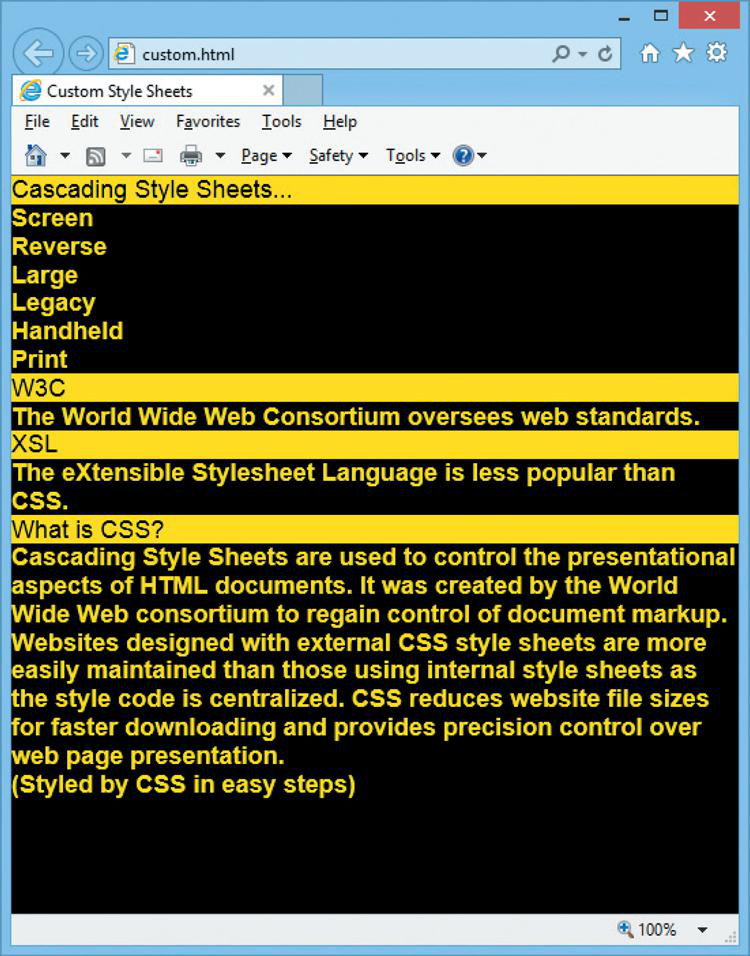 custom.html
Custom Style Sheets
File Edit View Favorites Tools Help
Page Safety Tools
Cascading Style Sheets...
Screen
Reverse
Large
Legacy
Handheld
Print
W3C
The World Wide Web Consortium oversees web standards.
XSL
The eXtensible Stylesheet Language is less popular than
CSS.
What is CSS?
Cascading Style Sheets are used to control the presentational
aspects of HTML documents. It was created by the World
Wide Web consortium to regain control of document markup.
Websites designed with external CSS style sheets are more
easily maintained than those using internal style sheets as
the style code is centralized. CSS reduces website file sizes
for faster downloading and provides precision control over
web page presentation.
(Styled by CSS in easy steps)
100%